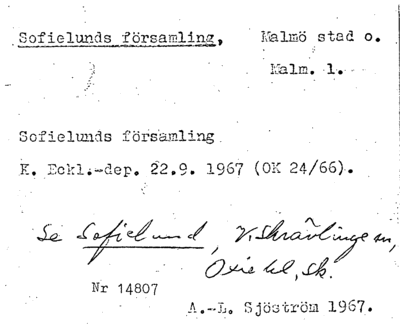 Sofielunds församling, Malmö stad o.
Malm. l.
Sofielunds församling
K. Eckl.-dep. 22.9. 1967 (OK 24/66).
Se Sofielund, V. Skrävlinge sn,
Oxie hd, Sk.
Nr 14807
A.-L. Sjöström 1967.